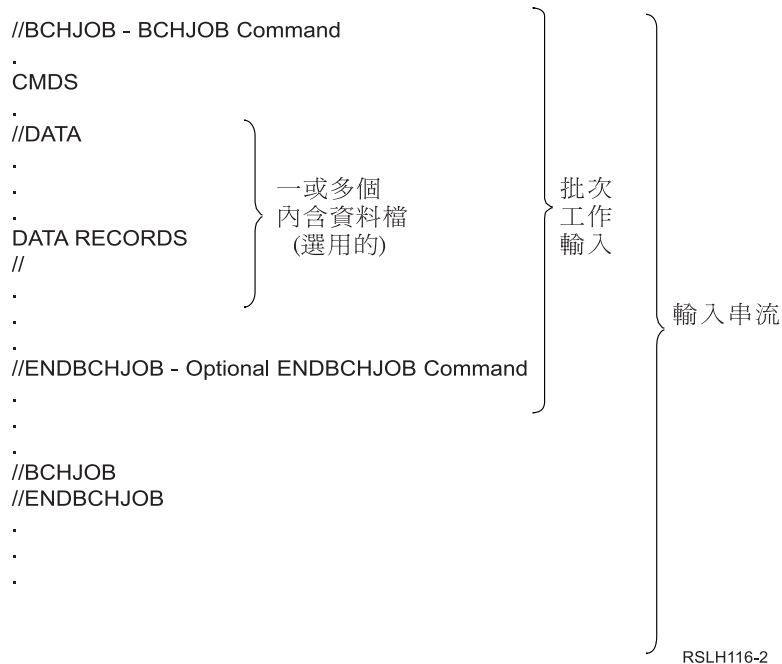 //BCHJOB - BCHJOB Command
.
CMDS
.
//DATA
.
.
.
DATA RECORDS
//
.
.
.
//ENDBCHJOB - Optional ENDBCHJOB Command
.
.
.
//BCHJOB
//ENDBCHJOB
.
.
.
一或多個
內含資料檔
(選用的)
批次
工作
輸入
輸入串流
RSLH116-2